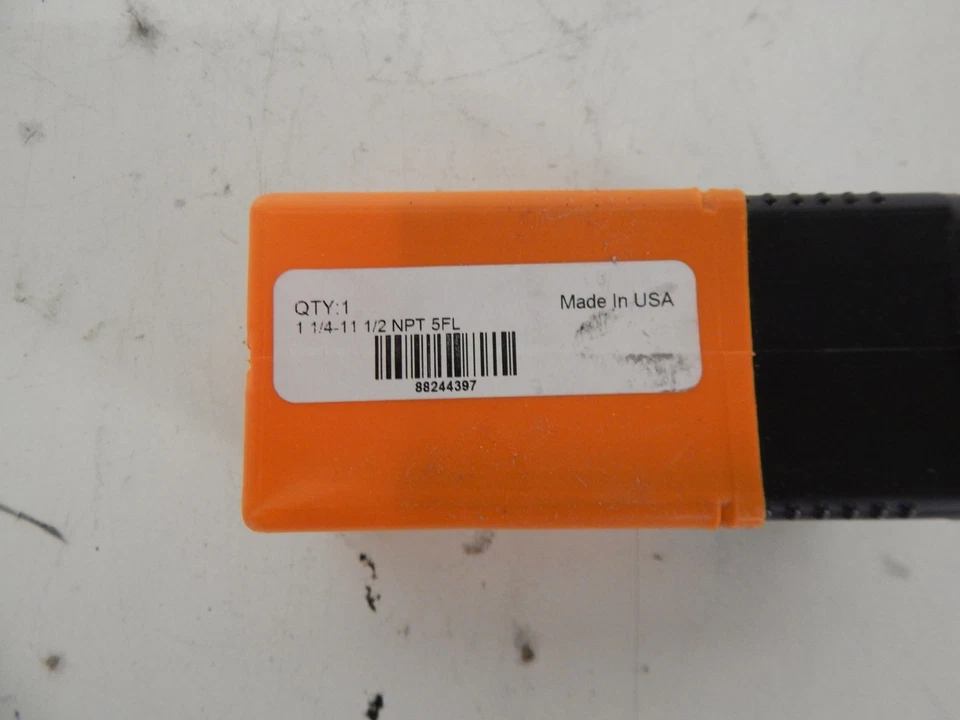 QTY:1
Made In USA
1 1/4-11 1/2 NPT 5FL
88244397